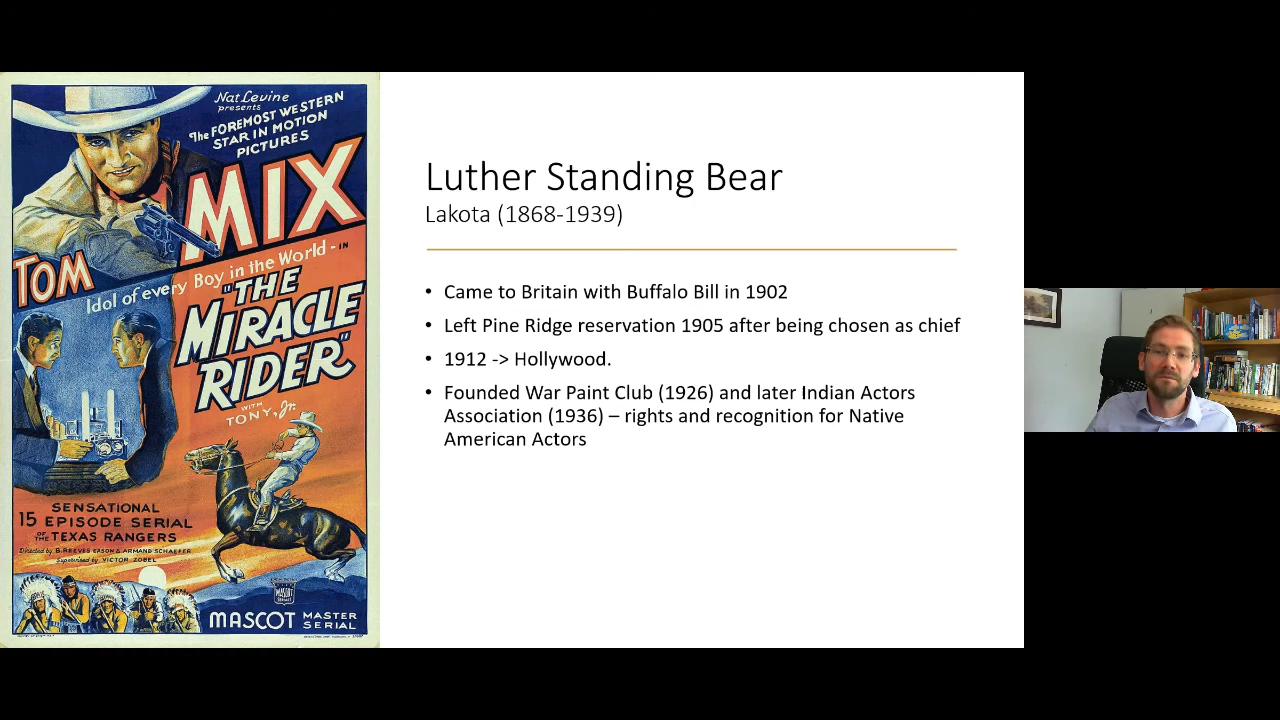 Nat Levine
presents
The FOREMOST WESTERN
STAR IN MOTION
PICTURES
TOM MIX
Idol of every Boy in the World - IN
"THE
MIRACLE
RIDER"
WITH
TONY, Jr.
SENSATIONAL
15 EPISODE SERIAL
OF THE TEXAS RANGERS
Directed by B. REEVES EASON & ARMAND SCHAEFER
Supervised by VICTOR ZOBEL
MASCOT
MASCOT MASTER
SERIAL
Luther Standing Bear
Lakota (1868-1939)
• Came to Britain with Buffalo Bill in 1902
• Left Pine Ridge reservation 1905 after being chosen as chief
• 1912 -> Hollywood.
• Founded War Paint Club (1926) and later Indian Actors
Association (1936) – rights and recognition for Native
American Actors